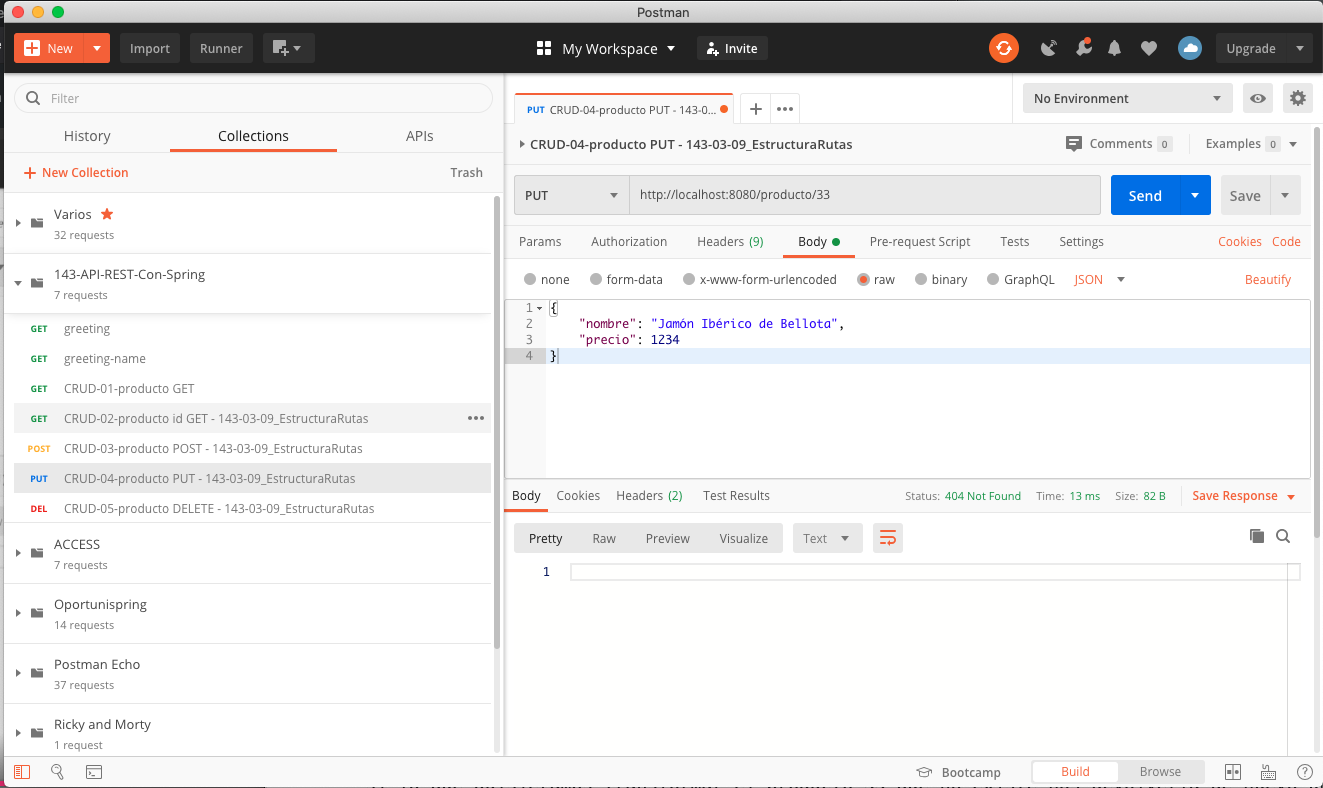 Postman
New
Import
Runner
My Workspace
Invite
Upgrade
Filter
History
Collections
APIs
New Collection
Trash
Varios
32 requests
143-API-REST-Con-Spring
7 requests
GET greeting
GET greeting-name
GET CRUD-01-producto GET
GET CRUD-02-producto id GET - 143-03-09_EstructuraRutas
POST CRUD-03-producto POST - 143-03-09_EstructuraRutas
PUT CRUD-04-producto PUT - 143-03-09_EstructuraRutas
DEL CRUD-05-producto DELETE - 143-03-09_EstructuraRutas
ACCESS
7 requests
Oportunispring
14 requests
Postman Echo
37 requests
Ricky and Morty
1 request
PUT CRUD-04-producto PUT - 143-0...
No Environment
CRUD-04-producto PUT - 143-03-09_EstructuraRutas
Comments 0
Examples 0
PUT
http://localhost:8080/producto/33
Send
Save
Params Authorization Headers (9) Body Pre-request Script Tests Settings
Cookies Code
none form-data x-www-form-urlencoded raw binary GraphQL JSON
Beautify
1 {
2 "nombre": "Jamón Ibérico de Bellota",
3 "precio": 1234
4 }
Body Cookies Headers (2) Test Results
Status: 404 Not Found Time: 13 ms Size: 82 B
Save Response
Pretty Raw Preview Visualize
Text
1
Bootcamp
Build
Browse